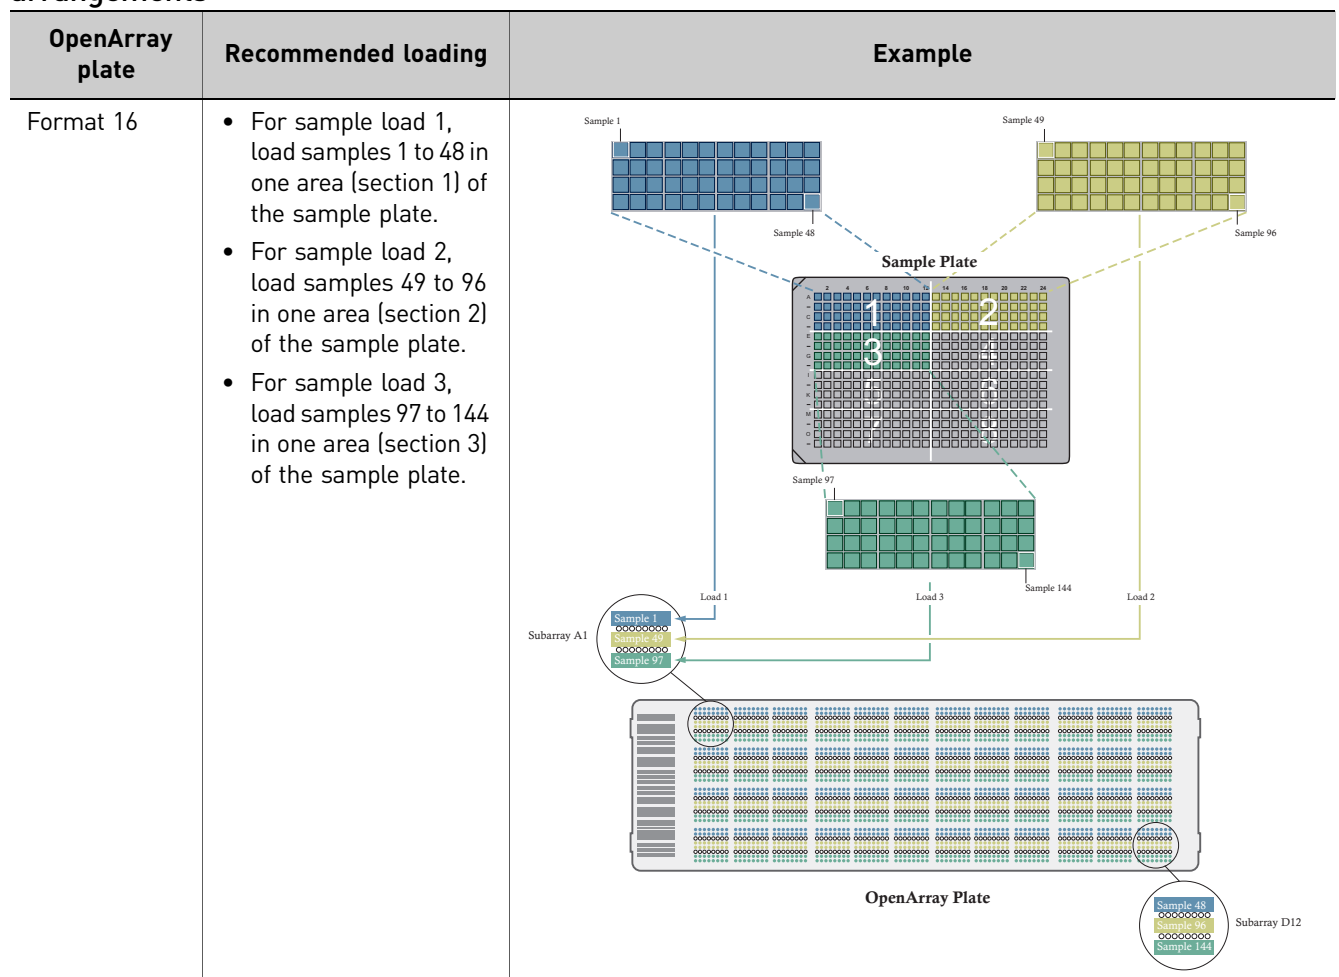 arrangements
OpenArray
plate
Recommended loading
Example
Format 16
• For sample load 1,
load samples 1 to 48 in
one area (section 1) of
the sample plate.
• For sample load 2,
load samples 49 to 96
in one area (section 2)
of the sample plate.
• For sample load 3,
load samples 97 to 144
in one area (section 3)
of the sample plate.
Sample 1
Sample 49
Sample 48
Sample 96
Sample Plate
2 4 6 8 10 12 14 16 18 20 22 24
A
C
E
G
I
K
M
O
1
2
3
Sample 97
Sample 144
Load 1
Load 3
Load 2
Subarray A1
Sample 1
Sample 49
Sample 97
OpenArray Plate
Sample 48
Sample 96
Sample 144
Subarray D12